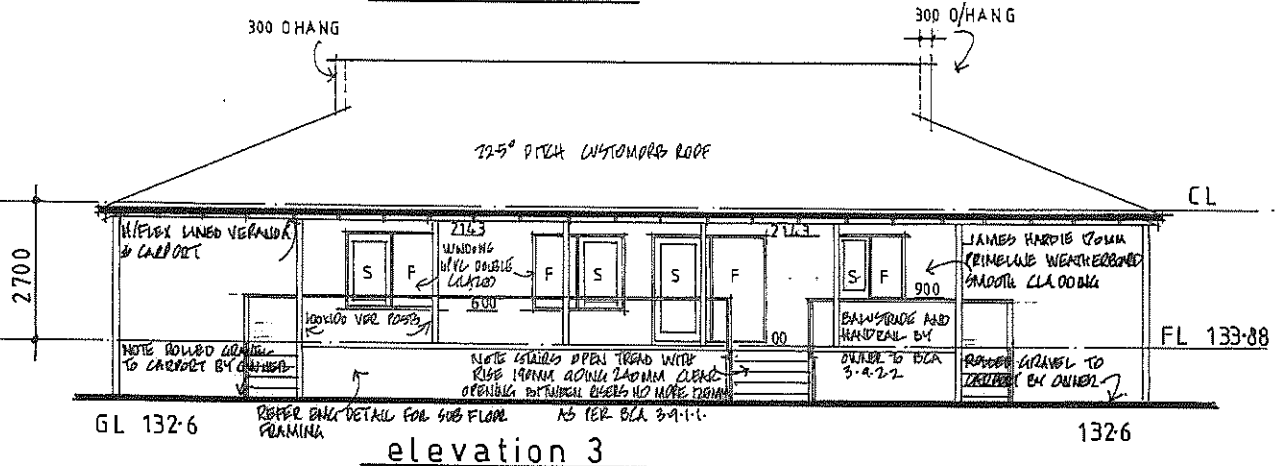 300 OHANG
300 O/HANG
22.5° PITCH CUSTOMORB ROOF
CL
2700
H/FLEX LINED VERANDA
& CARPORT
2143
WINDOWS
UPVC DOUBLE
GLAZED
2143
JAMES HARDIE 170MM
PRIMELINE WEATHERBOARD
SMOOTH CLADDING
S
F
F
S
S
F
S
F
600
900
100X100 VER POSTS
00
BALUSTRADE AND
HANDRAIL BY
OWNER TO BCA
3.9.2.2
FL 133.88
NOTE ROLLED GRAVEL
TO CARPORT BY OWNER
NOTE STAIRS OPEN TREAD WITH
RISE 190MM GOING 240MM CLEAR
OPENING BETWEEN RISERS NO MORE
AS PER BCA 3.9.1.1.
ROLLED GRAVEL TO
CARPORT BY OWNER
GL 132.6
REFER ENG DETAIL FOR SUB FLOOR
FRAMING
132.6
elevation 3